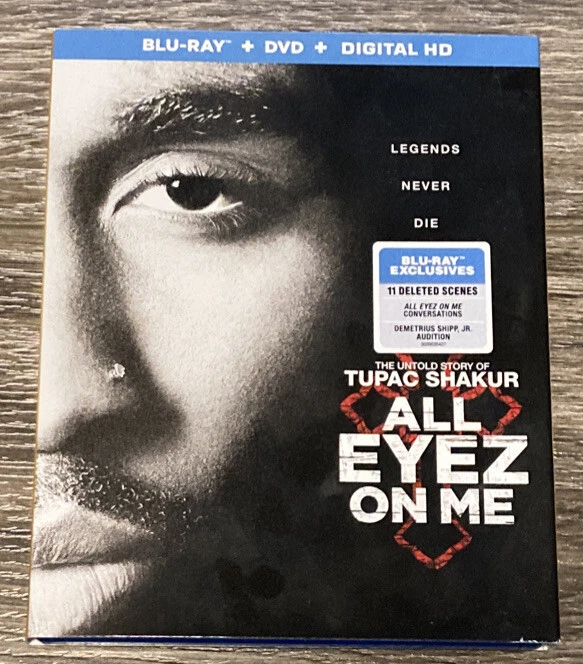 BLU-RAY™ + DVD + DIGITAL HD
LEGENDS
NEVER
DIE
BLU-RAY™
EXCLUSIVES
11 DELETED SCENES
ALL EYEZ ON ME
CONVERSATIONS
DEMETRIUS SHIPP, JR.
AUDITION
THE UNTOLD STORY OF
TUPAC SHAKUR
ALL
EYEZ
ON ME